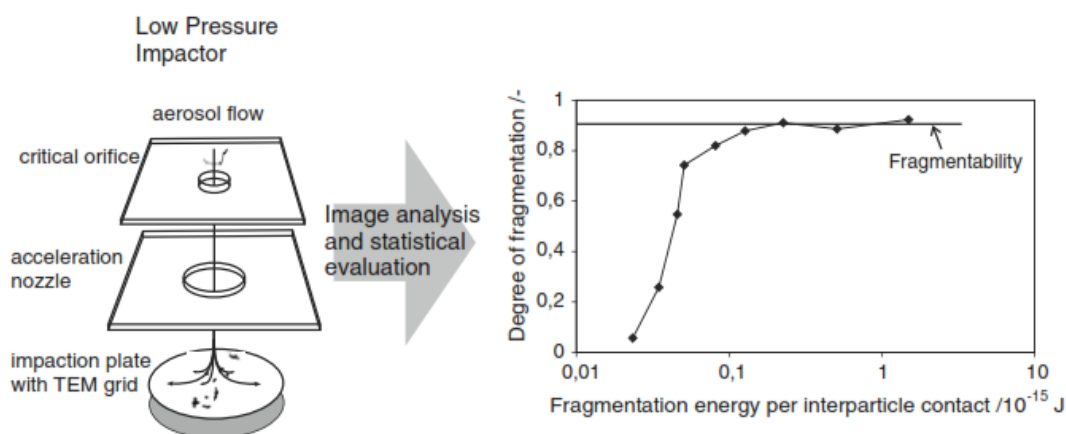 Low Pressure
Impactor
aerosol flow
critical orifice
acceleration
nozzle
impaction plate
with TEM grid
Image analysis
and statistical
evaluation
Degree of fragmentation /-
1
0,8
0,6
0,4
0,2
0
0,01
0,1
1
10
Fragmentability
Fragmentation energy per interparticle contact /10⁻¹⁵ J